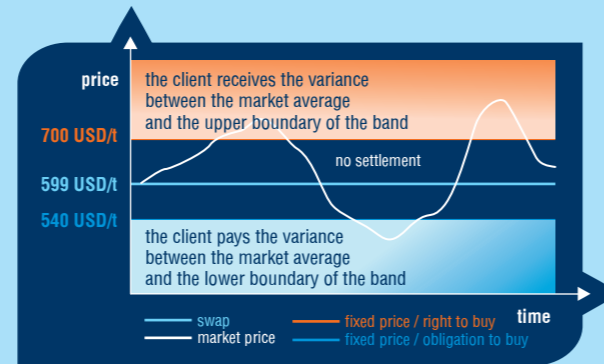 price
the client receives the variance
between the market average
and the upper boundary of the band
700 USD/t
no settlement
599 USD/t
540 USD/t
the client pays the variance
between the market average
and the lower boundary of the band
swap
fixed price / right to buy
time
market price
fixed price / obligation to buy